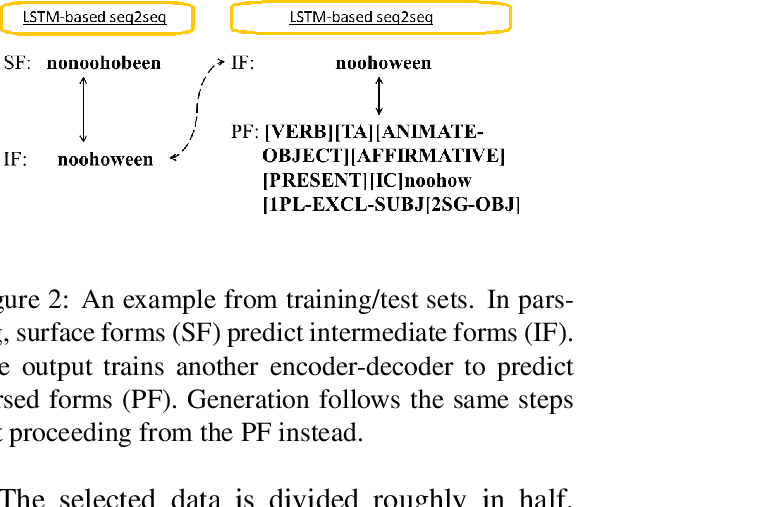 LSTM-based seq2seq LSTM-based seq2seq
SF: nonoohobeen IF: noohoween
IF: noohoween PF: [VERB][TA][ANIMATE-
OBJECT][AFFIRMATIVE]
[PRESENT][IC]noohow
[1PL-EXCL-SUBJ[2SG-OBJ]
gure 2: An example from training/test sets. In pars-
g, surface forms (SF) predict intermediate forms (IF).
e output trains another encoder-decoder to predict
rsed forms (PF). Generation follows the same steps
t proceeding from the PF instead.
The selected data is divided roughly in half.